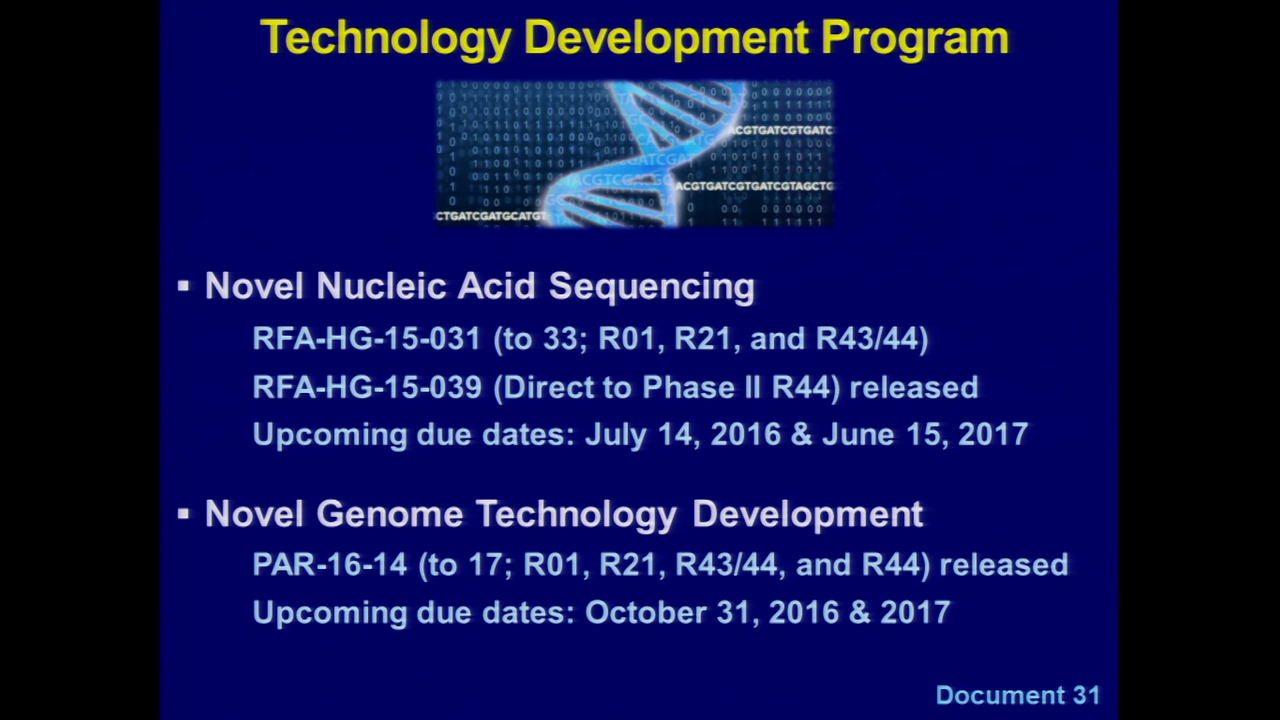 Technology Development Program
ACGTGATCGTGATC
ACGTGATCGTGATCGTAGCTG
CTGATCGATGCATGT
▪ Novel Nucleic Acid Sequencing
RFA-HG-15-031 (to 33; R01, R21, and R43/44)
RFA-HG-15-039 (Direct to Phase II R44) released
Upcoming due dates: July 14, 2016 & June 15, 2017
▪ Novel Genome Technology Development
PAR-16-14 (to 17; R01, R21, R43/44, and R44) released
Upcoming due dates: October 31, 2016 & 2017
Document 31